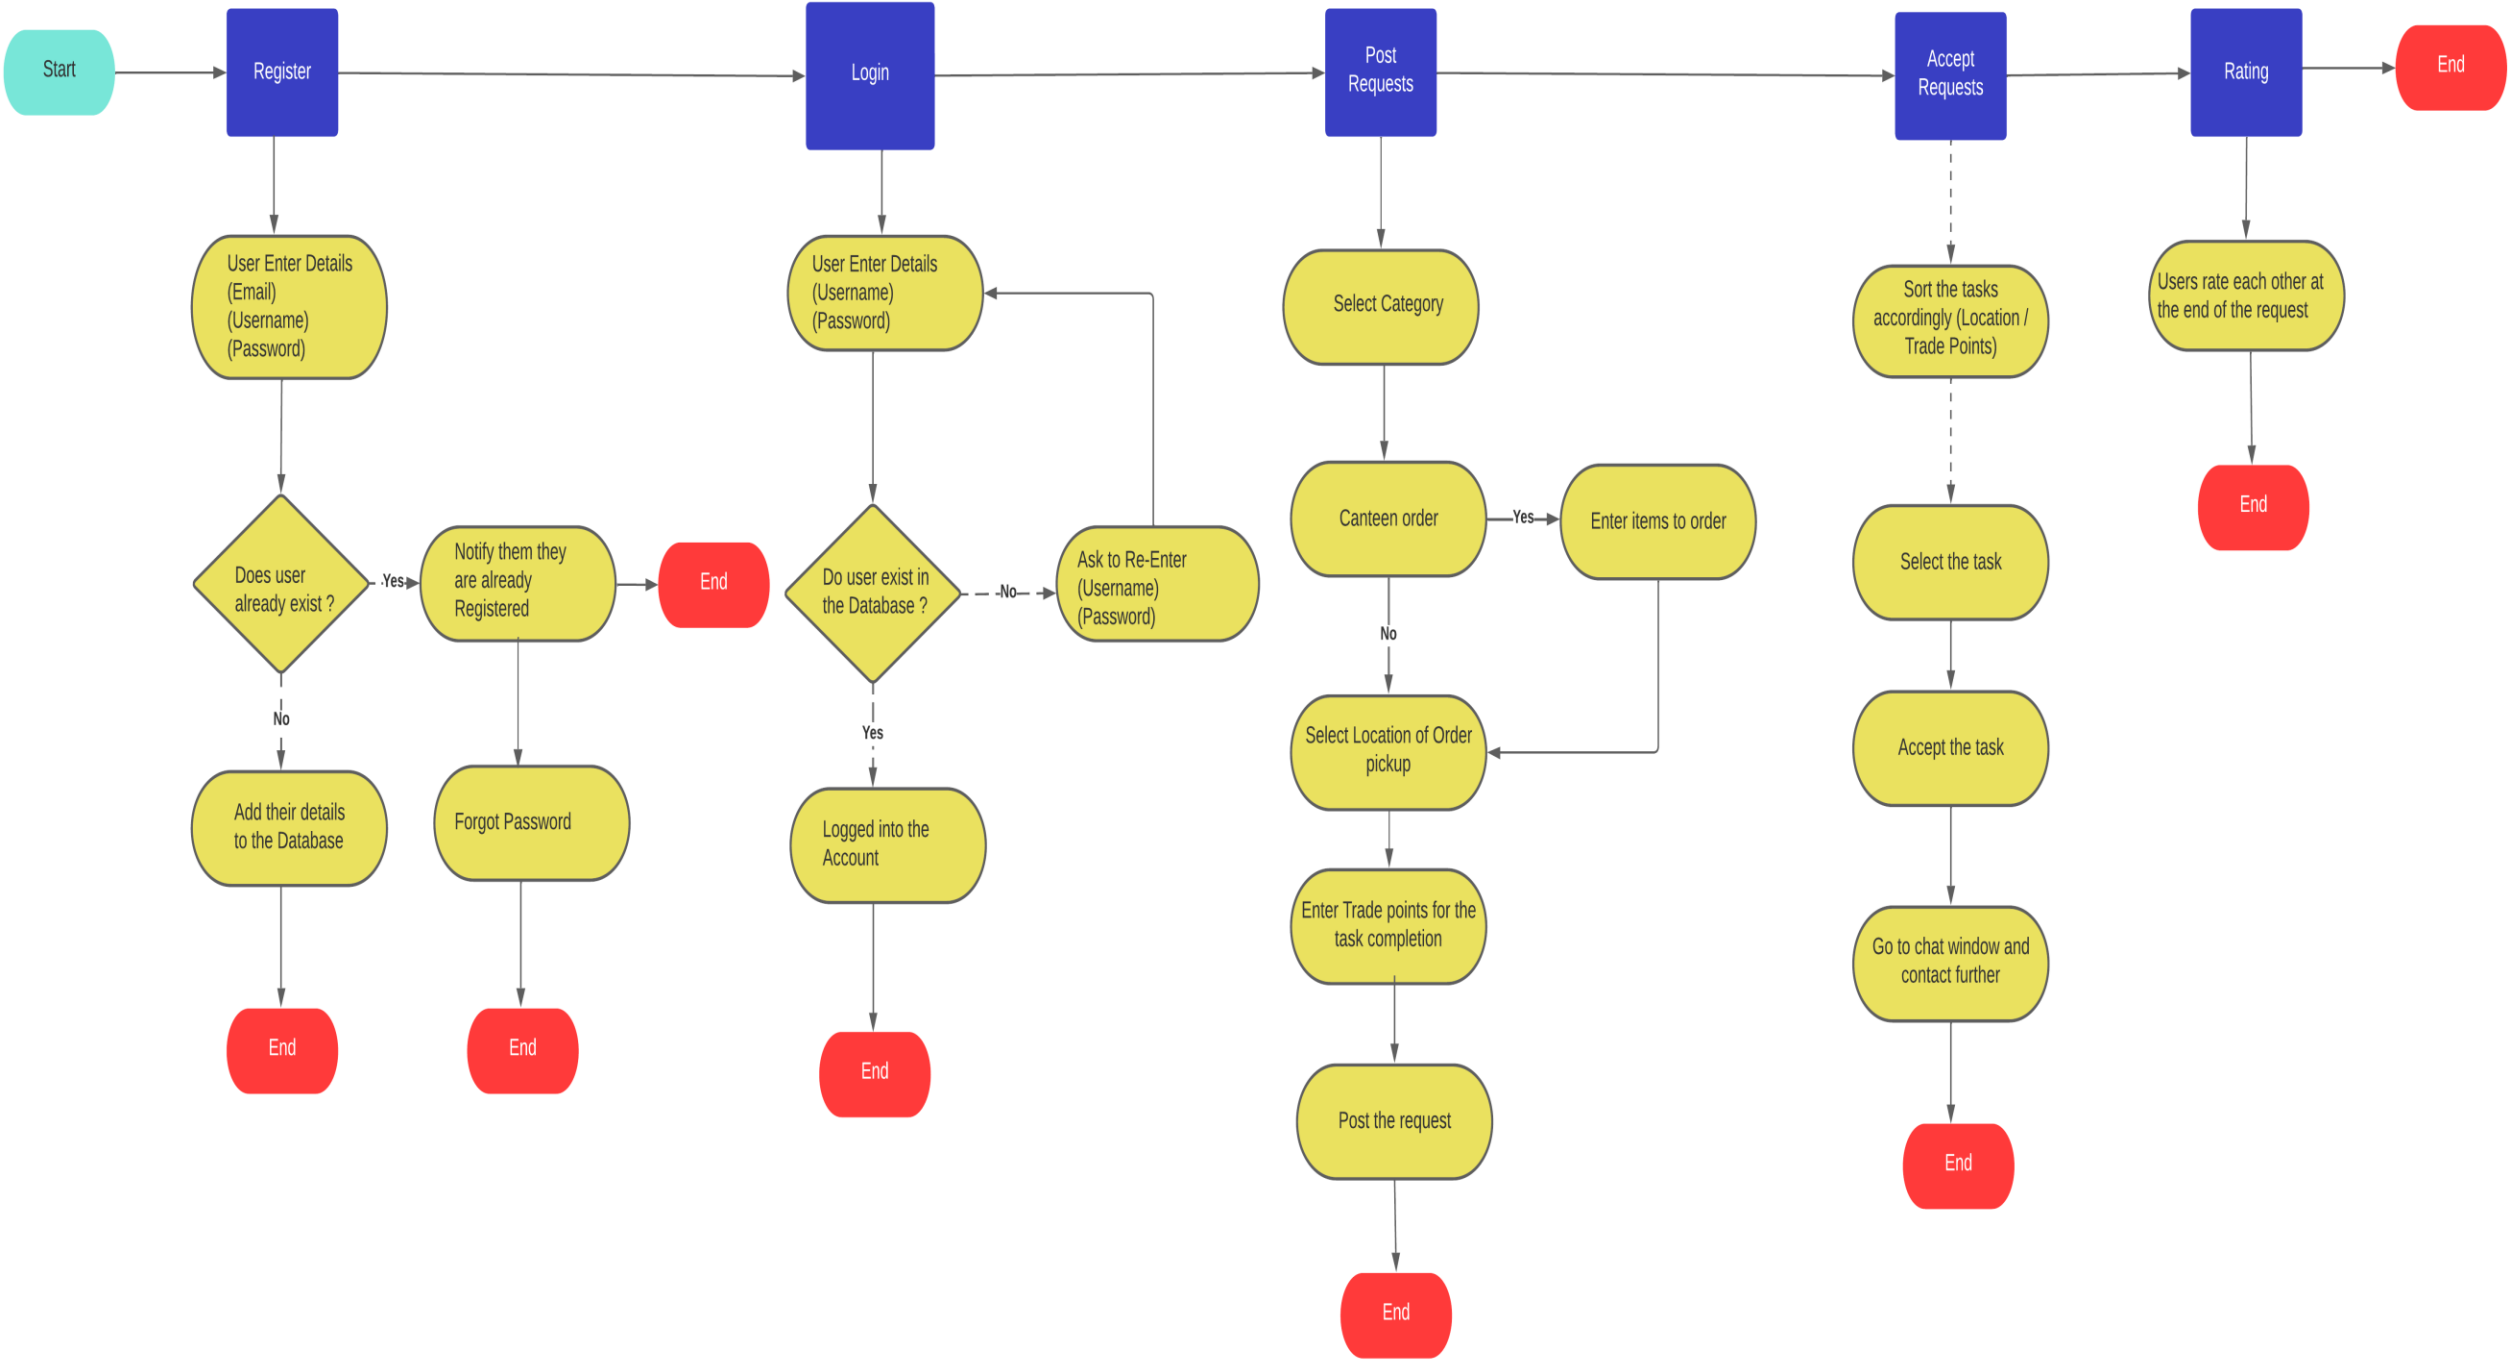 Start
Register
Login
Post
Requests
Accept
Requests
Rating
End
User Enter Details
(Email)
(Username)
(Password)
Does user
already exist ?
Yes
Notify them they
are already
Registered
End
No
Add their details
to the Database
End
Forgot Password
End
User Enter Details
(Username)
(Password)
Do user exist in
the Database ?
No
Ask to Re-Enter
(Username)
(Password)
Yes
Logged into the
Account
End
Select Category
Canteen order
Yes
Enter items to order
No
Select Location of Order
pickup
Enter Trade points for the
task completion
Post the request
End
Sort the tasks
accordingly (Location /
Trade Points)
Select the task
Accept the task
Go to chat window and
contact further
End
Users rate each other at
the end of the request
End